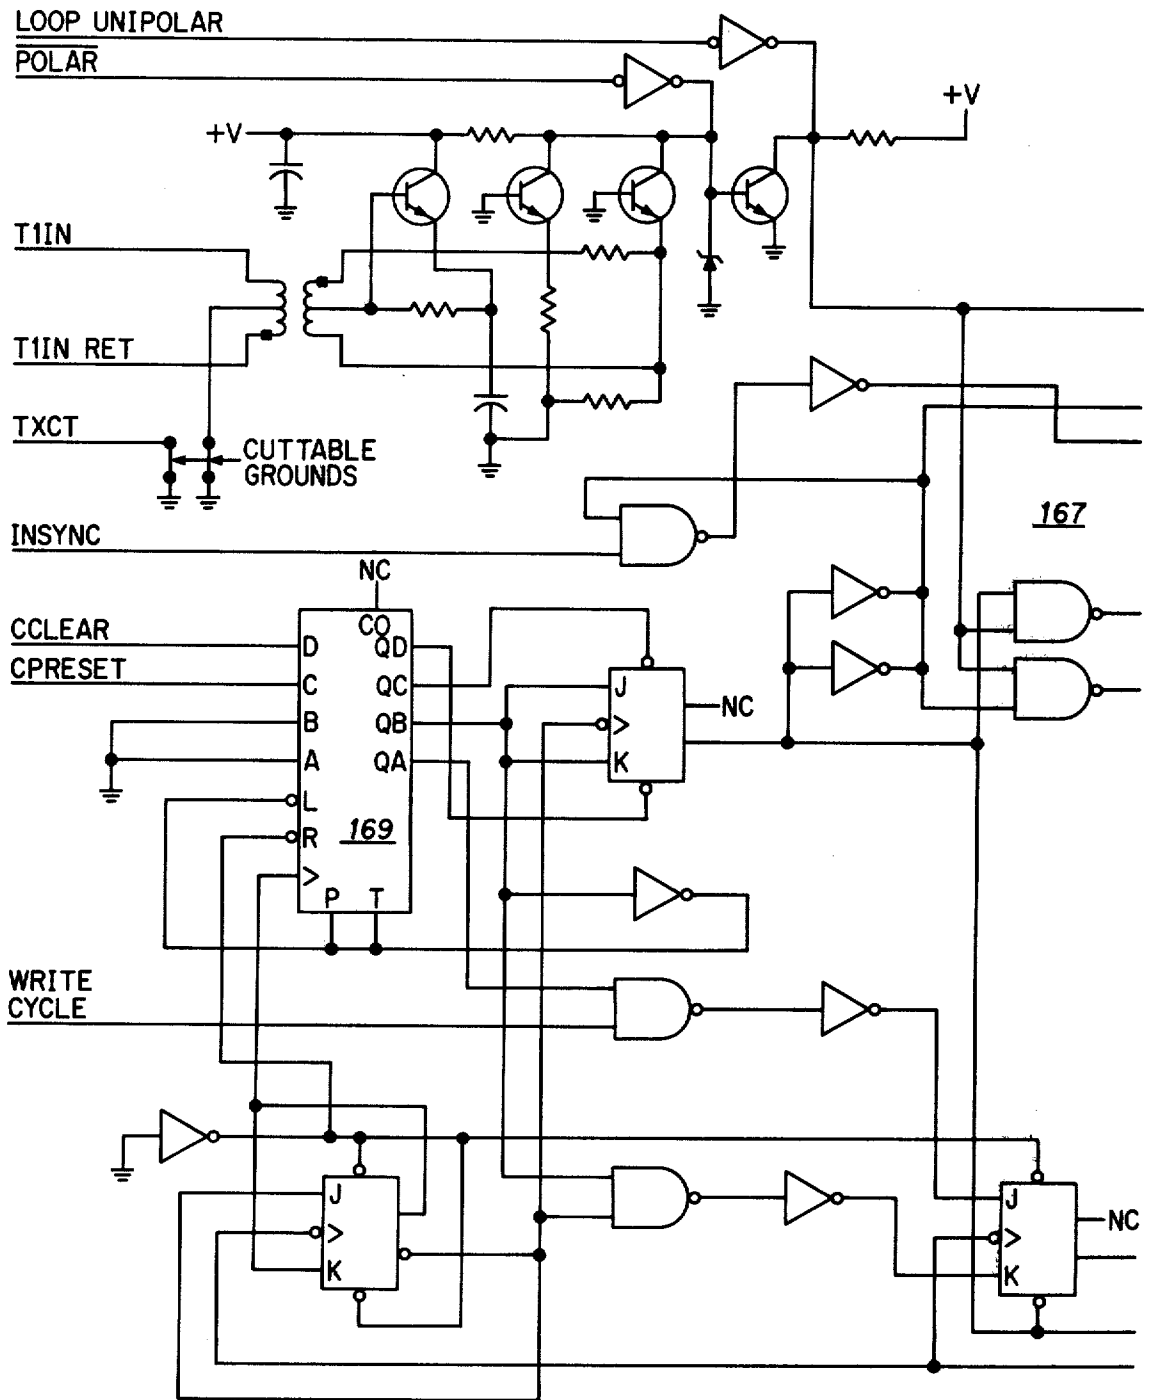 LOOP UNIPOLAR
POLAR
+V
+V
T1IN
T1IN RET
TXCT
CUTTABLE
GROUNDS
INSYNC
167
NC
CO
CCLEAR
D
QD
CPRESET
C
QC
J
B
QB
>
NC
A
QA
K
L
R
169
>
P
T
WRITE
CYCLE
J
J
NC
>
>
K
K